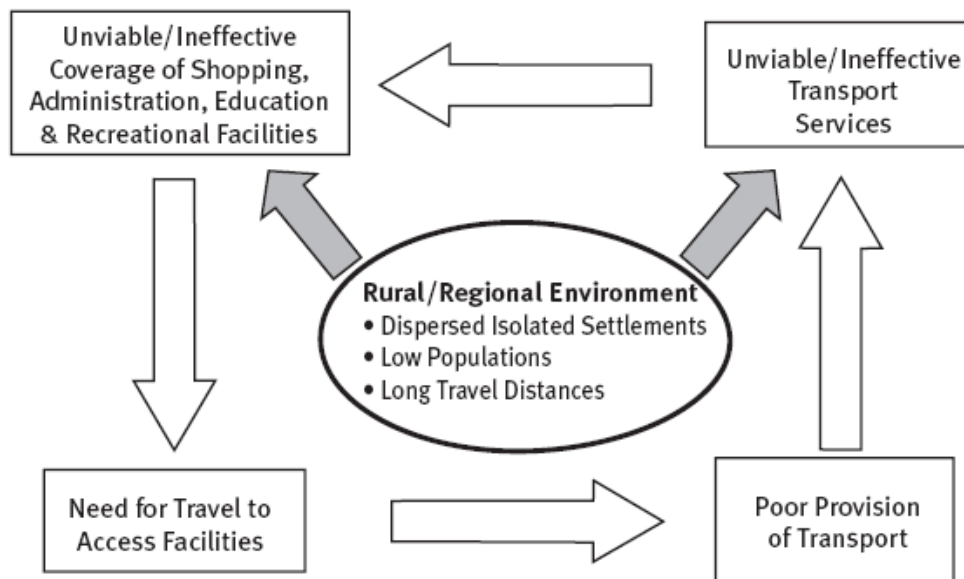 Unviable/Ineffective
Coverage of Shopping,
Administration, Education
& Recreational Facilities
Unviable/Ineffective
Transport
Services
Rural/Regional Environment
• Dispersed Isolated Settlements
• Low Populations
• Long Travel Distances
Need for Travel to
Access Facilities
Poor Provision
of Transport